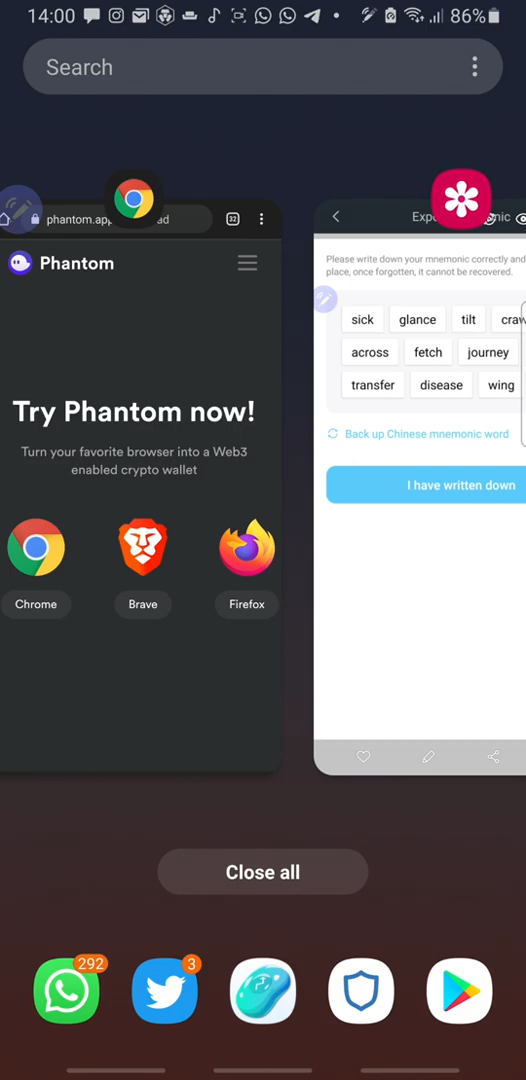 14:00 86%
Search
phantom.app ad 32
Phantom
Try Phantom now!
Turn your favorite browser into a Web3
enabled crypto wallet
Chrome Brave Firefox
Please write down your mnemonic correctly and
place, once forgotten, it cannot be recovered.
sick glance tilt
across fetch journey
transfer disease wing
Back up Chinese mnemonic word
I have written down
Close all
292 3